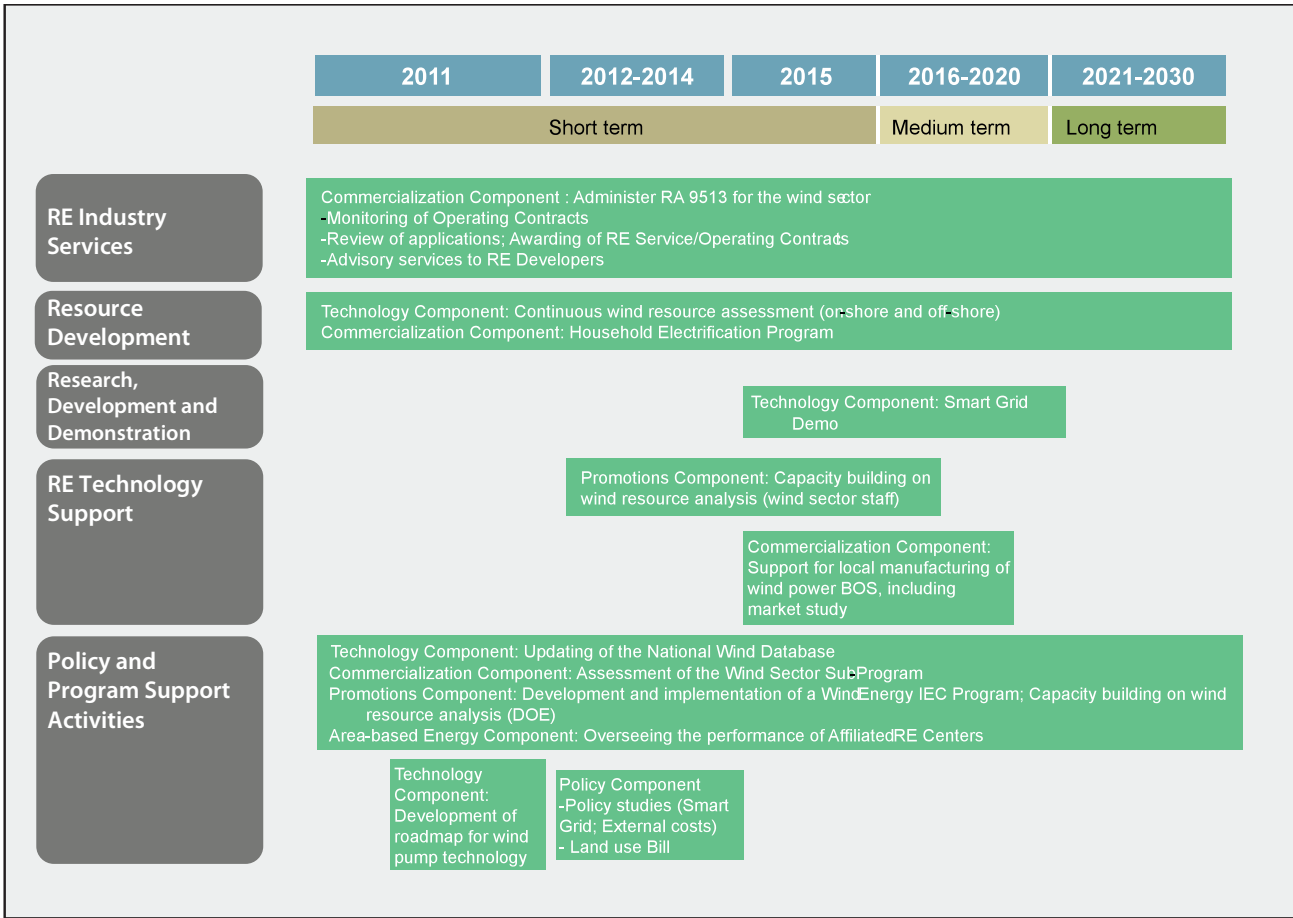 2011 2012-2014 2015 2016-2020 2021-2030
Short term Medium term Long term
RE Industry
Services
Commercialization Component : Administer RA 9513 for the wind sector
-Monitoring of Operating Contracts
-Review of applications; Awarding of RE Service/Operating Contracts
-Advisory services to RE Developers
Resource
Development
Technology Component: Continuous wind resource assessment (on-shore and off-shore)
Commercialization Component: Household Electrification Program
Research,
Development and
Demonstration
Technology Component: Smart Grid
Demo
RE Technology
Support
Promotions Component: Capacity building on
wind resource analysis (wind sector staff)
Commercialization Component:
Support for local manufacturing of
wind power BOS, including
market study
Policy and
Program Support
Activities
Technology Component: Updating of the National Wind Database
Commercialization Component: Assessment of the Wind Sector Sub-Program
Promotions Component: Development and implementation of a WindEnergy IEC Program; Capacity building on wind
resource analysis (DOE)
Area-based Energy Component: Overseeing the performance of AffiliatedRE Centers
Technology
Component:
Development of
roadmap for wind
pump technology
Policy Component
-Policy studies (Smart
Grid; External costs)
- Land use Bill